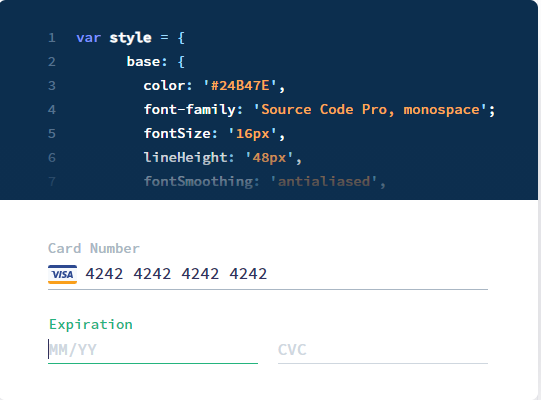 1 var style = {
2 base: {
3 color: '#24B47E',
4 font-family: 'Source Code Pro, monospace';
5 fontSize: '16px',
6 lineHeight: '48px',
7 fontSmoothing: 'antialiased',
Card Number
VISA 4242 4242 4242 4242
Expiration
MM/YY CVC